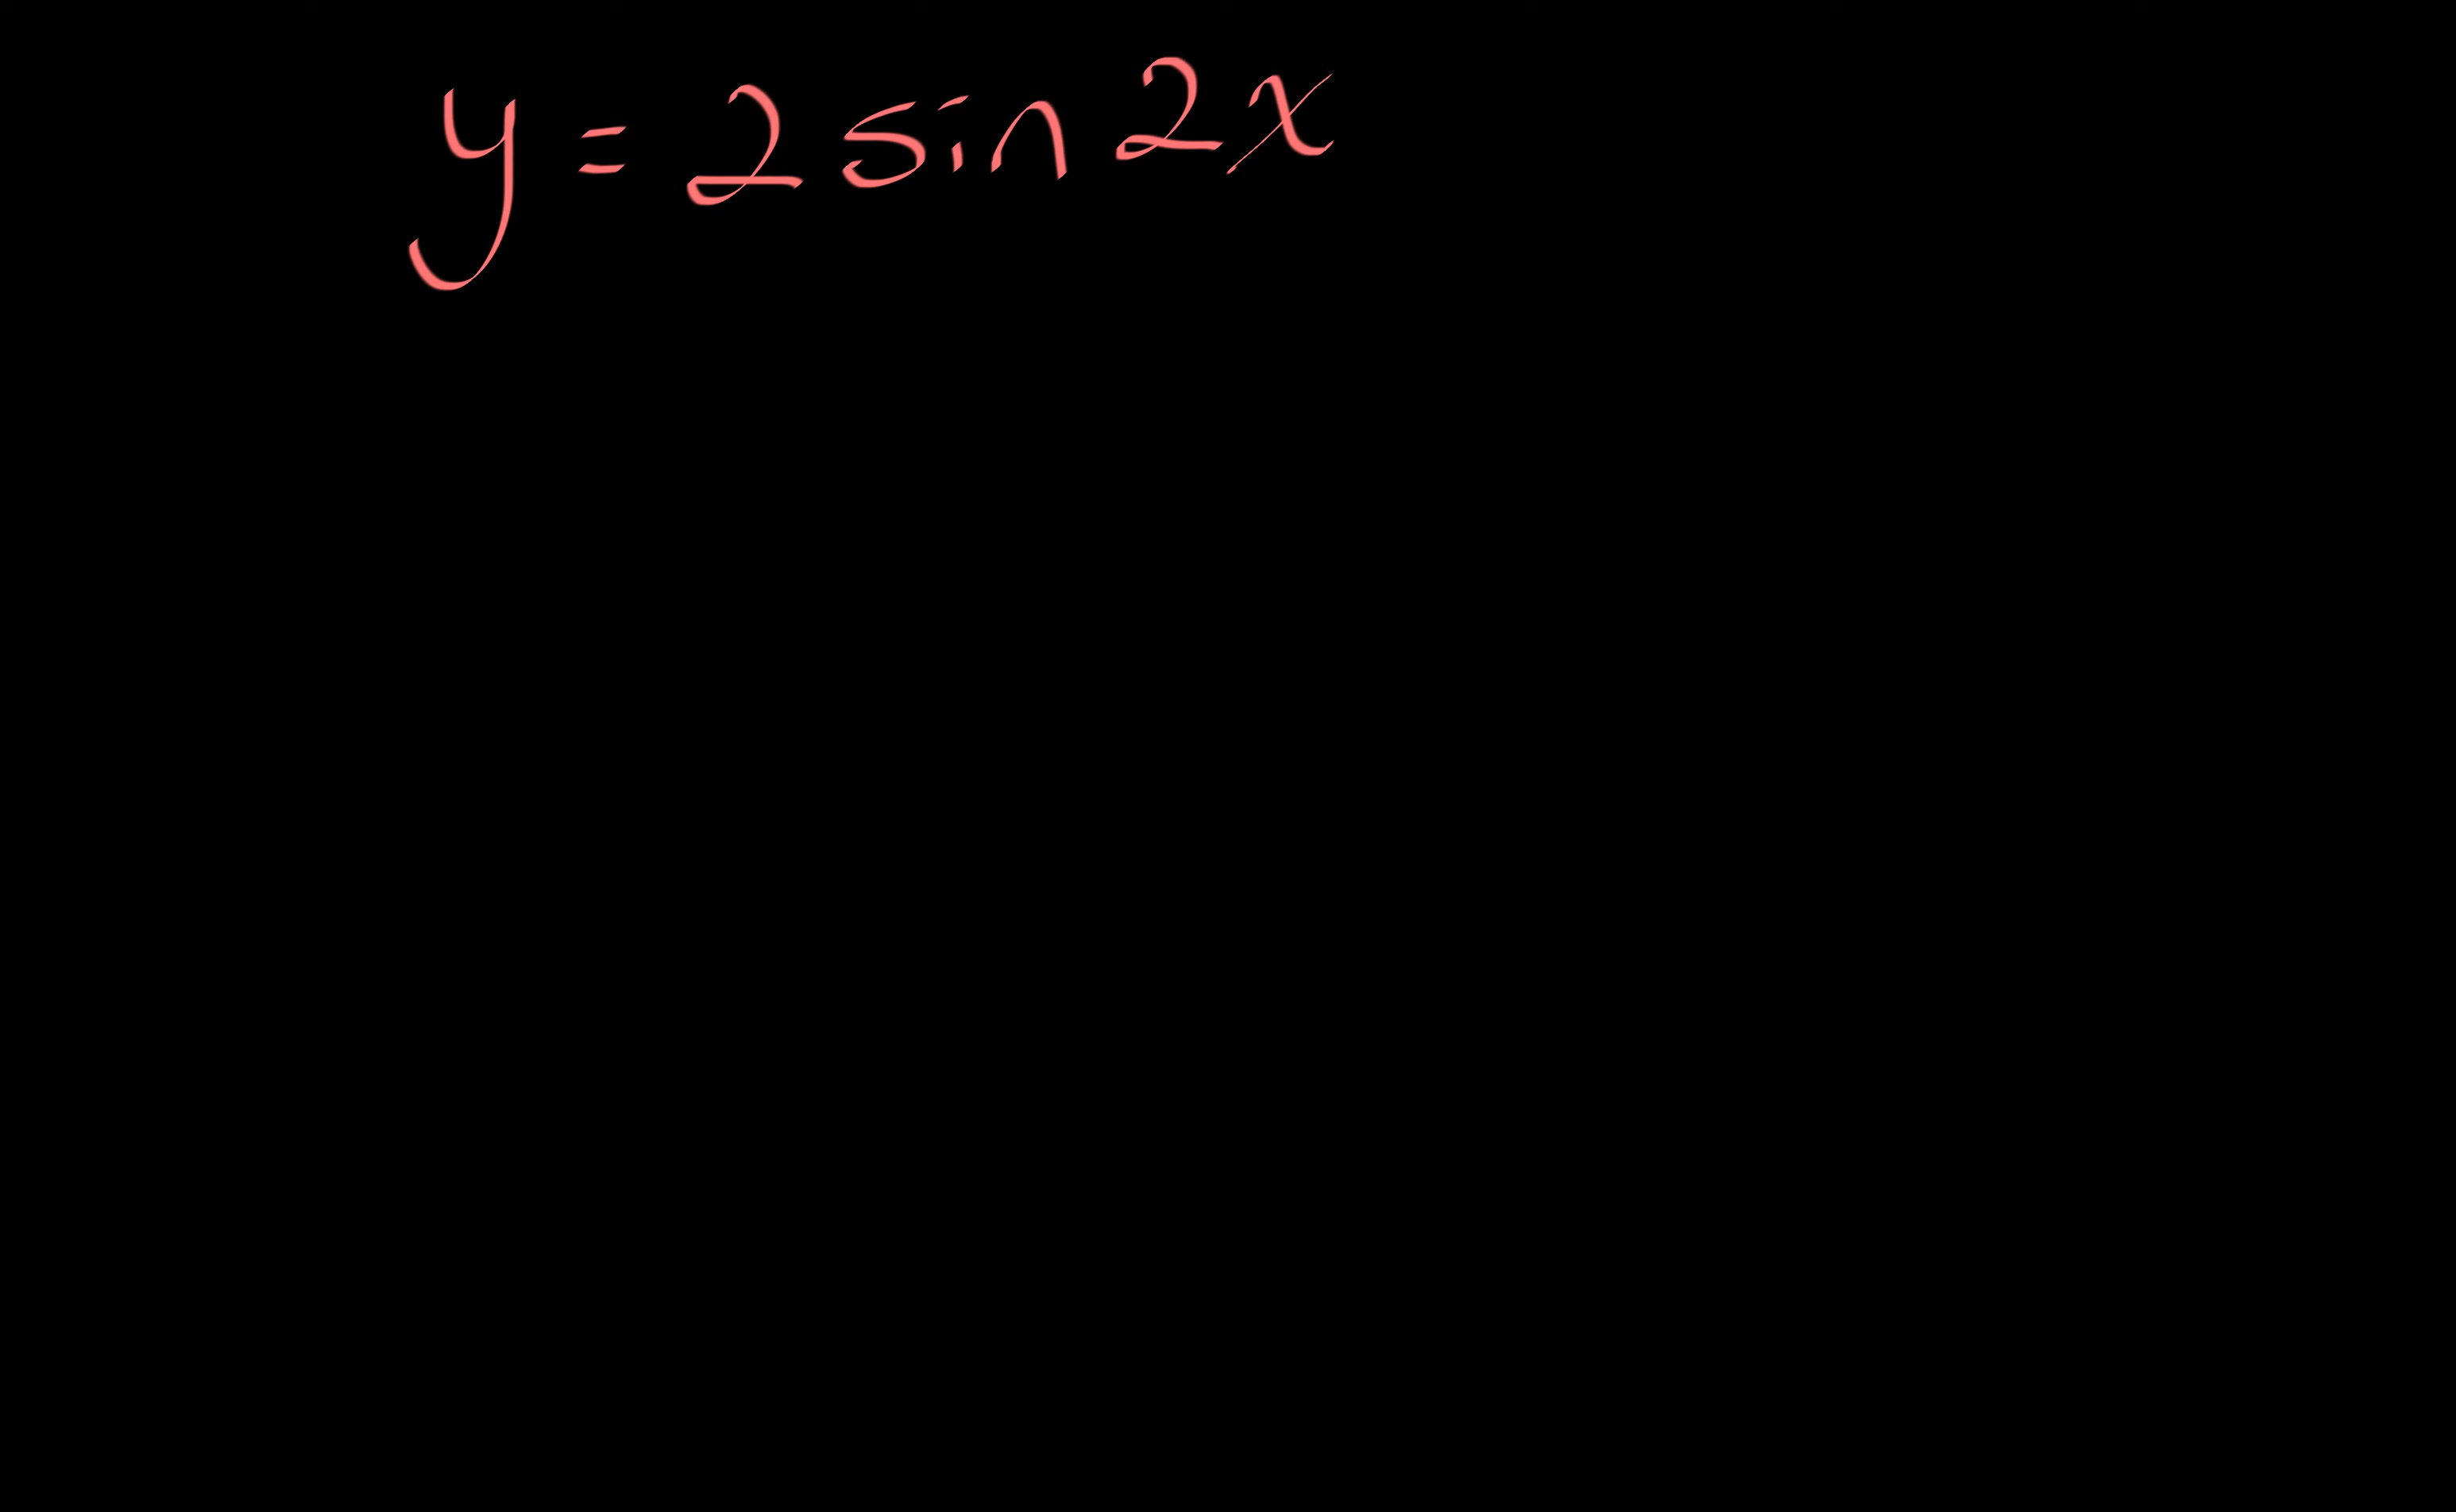 y = 2 sin 2x